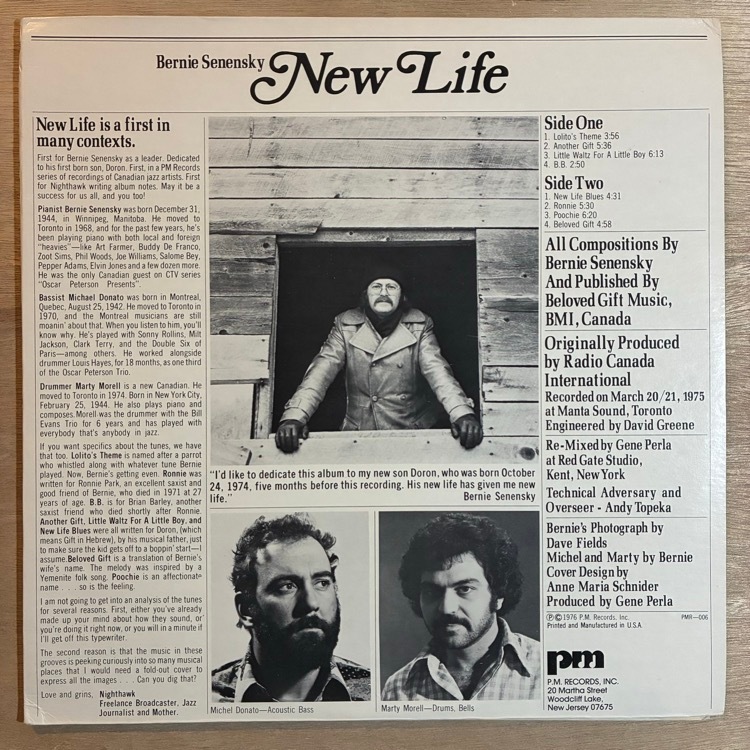 Bernie Senensky New Life
New Life is a first in
many contexts.
First for Bernie Senensky as a leader. Dedicated
to his first born son, Doron. First, in a PM Records
series of recordings of Canadian jazz artists. First
for Nighthawk writing album notes. May it be a
success for us all, and you too!
Pianist Bernie Senensky was born December 31,
1944, in Winnipeg, Manitoba. He moved to
Toronto in 1968, and for the past few years, he's
been playing piano with both local and foreign
"heavies"—like Art Farmer, Buddy De Franco,
Zoot Sims, Phil Woods, Joe Williams, Salome Bey,
Pepper Adams, Elvin Jones and a few dozen more.
He was the only Canadian guest on CTV series
"Oscar Peterson Presents".
Bassist Michael Donato was born in Montreal,
Quebec, August 25, 1942. He moved to Toronto in
1970, and the Montreal musicians are still
moanin' about that. When you listen to him, you'll
know why. He's played with Sonny Rollins, Milt
Jackson, Clark Terry, and the Double Six of
Paris—among others. He worked alongside
drummer Louis Hayes, for 18 months, as one third
of the Oscar Peterson Trio.
Drummer Marty Morell is a new Canadian. He
moved to Toronto in 1974. Born in New York City,
February 25, 1944. He also plays piano and
composes. Morell was the drummer with the Bill
Evans Trio for 6 years and has played with
everybody that's anybody in jazz.
If you want specifics about the tunes, we have
that too. Lolito's Theme is named after a parrot
who whistled along with whatever tune Bernie
played. Now, Bernie's getting even. Ronnie was
written for Ronnie Park, an excellent saxist and
good friend of Bernie, who died in 1971 at 27
years of age. B.B. is for Brian Barley, another
saxist friend who died shortly after Ronnie.
Another Gift, Little Waltz For A Little Boy, and
New Life Blues were all written for Doron, (which
means Gift in Hebrew), by his musical father, just
to make sure the kid gets off to a boppin' start—I
assume. Beloved Gift is a translation of Bernie's
wife's name. The melody was inspired by a
Yemenite folk song. Poochie is an affectionate
name . . . so is the feeling.
I am not going to get into an analysis of the tunes
for several reasons. First, either you've already
made up your mind about how they sound, or
you're doing it right now, or you will in a minute if
I'll get off this typewriter.
The second reason is that the music in these
grooves is peeking curiously into so many musical
places that I would need a fold-out cover to
express all the images . . . Can you dig that?
Love and grins, Nighthawk
Freelance Broadcaster, Jazz
Journalist and Mother.
"I'd like to dedicate this album to my new son Doron, who was born October
24, 1974, five months before this recording. His new life has given me new
life." Bernie Senensky
Michel Donato—Acoustic Bass
Marty Morell—Drums, Bells
Side One
1. Lolito's Theme 3:56
2. Another Gift 5:36
3. Little Waltz For A Little Boy 6:13
4. B.B. 2:50
Side Two
1. New Life Blues 4:31
2. Ronnie 5:30
3. Poochie 6:20
4. Beloved Gift 4:58
All Compositions By
Bernie Senensky
And Published By
Beloved Gift Music,
BMI, Canada
Originally Produced
by Radio Canada
International
Recorded on March 20/21, 1975
at Manta Sound, Toronto
Engineered by David Greene
Re-Mixed by Gene Perla
at Red Gate Studio,
Kent, New York
Technical Adversary and
Overseer - Andy Topeka
Bernie's Photograph by
Dave Fields
Michel and Marty by Bernie
Cover Design by
Anne Maria Schnider
Produced by Gene Perla
℗©1976 P.M. Records, Inc. PMR—006
Printed and Manufactured in U.S.A.
pm
P.M. RECORDS, INC.
20 Martha Street
Woodcliff Lake,
New Jersey 07675